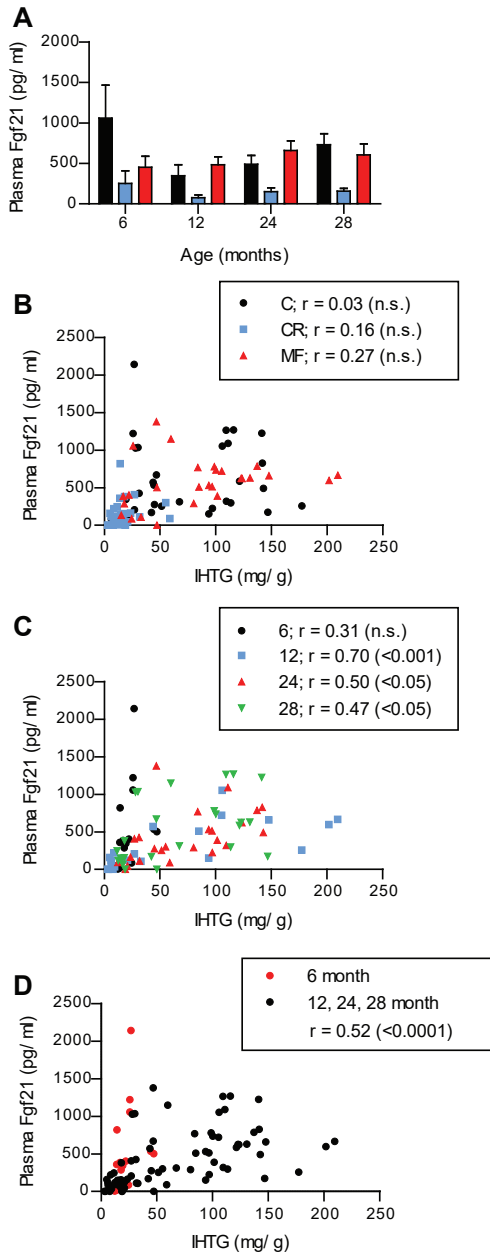 A
2000
1500
1000
500
0
Plasma Fgf21 (pg/ ml)
6 12 24 28
Age (months)
B
C; r = 0.03 (n.s.)
CR; r = 0.16 (n.s.)
MF; r = 0.27 (n.s.)
2500
2000
1500
1000
500
0
Plasma Fgf21 (pg/ ml)
0 50 100 150 200 250
IHTG (mg/ g)
C
6; r = 0.31 (n.s.)
12; r = 0.70 (<0.001)
24; r = 0.50 (<0.05)
28; r = 0.47 (<0.05)
2500
2000
1500
1000
500
0
Plasma Fgf21 (pg/ ml)
0 50 100 150 200 250
IHTG (mg/ g)
D
6 month
12, 24, 28 month
r = 0.52 (<0.0001)
2500
2000
1500
1000
500
0
Plasma Fgf21 (pg/ ml)
0 50 100 150 200 250
IHTG (mg/ g)